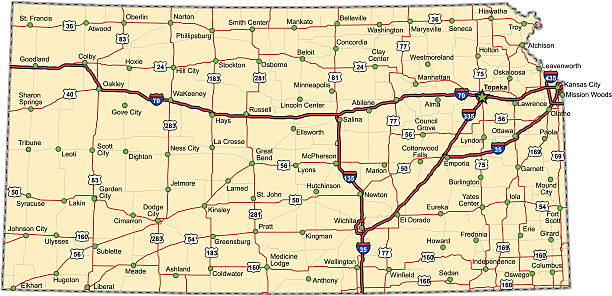 St. Francis
36
Atwood
Oberlin
Norton
Phillipsburg
Smith Center
Mankato
Belleville
Washington
Marysville
Seneca
36
Hiawatha
Troy
Atchison
Goodland
Colby
Hoxie
24
Hill City
83
183
Stockton
Osborne
24
281
Beloit
Concordia
81
Clay Center
77
Westmoreland
Manhattan
Holton
75
Oskaloosa
Leavenworth
435
Kansas City
Mission Woods
Topeka
Sharon Springs
40
Oakley
70
WaKeeney
Gove City
283
Hays
Russell
Minneapolis
Lincoln Center
Salina
Abilene
Alma
70
335
Lawrence
Olathe
Tribune
Leoti
Scott City
Dighton
Ness City
La Crosse
Great Bend
56
Ellsworth
McPherson
Lyons
56
Marion
Council Grove
56
Cottonwood Falls
77
Lyndon
Ottawa
35
Paola
Emporia
75
169
69
Garnett
50
Syracuse
Lakin
83
Garden City
50
Jetmore
Dodge City
Cimarron
Kinsley
183
Larned
St. John
281
Hutchinson
50
35
Newton
Wichita
El Dorado
Eureka
Burlington
Yates Center
Iola
54
Mound City
Fort Scott
Johnson City
160
Ulysses
Sublette
56
Hugoton
Elkhart
Liberal
83
54
Meade
283
Ashland
183
54
Greensburg
Coldwater
Pratt
Kingman
Medicine Lodge
160
Anthony
Wellington
35
Winfield
77
166
Howard
Sedan
Fredonia
Independence
75
Erie
Girard
160
169
Oswego
166
69
Columbus